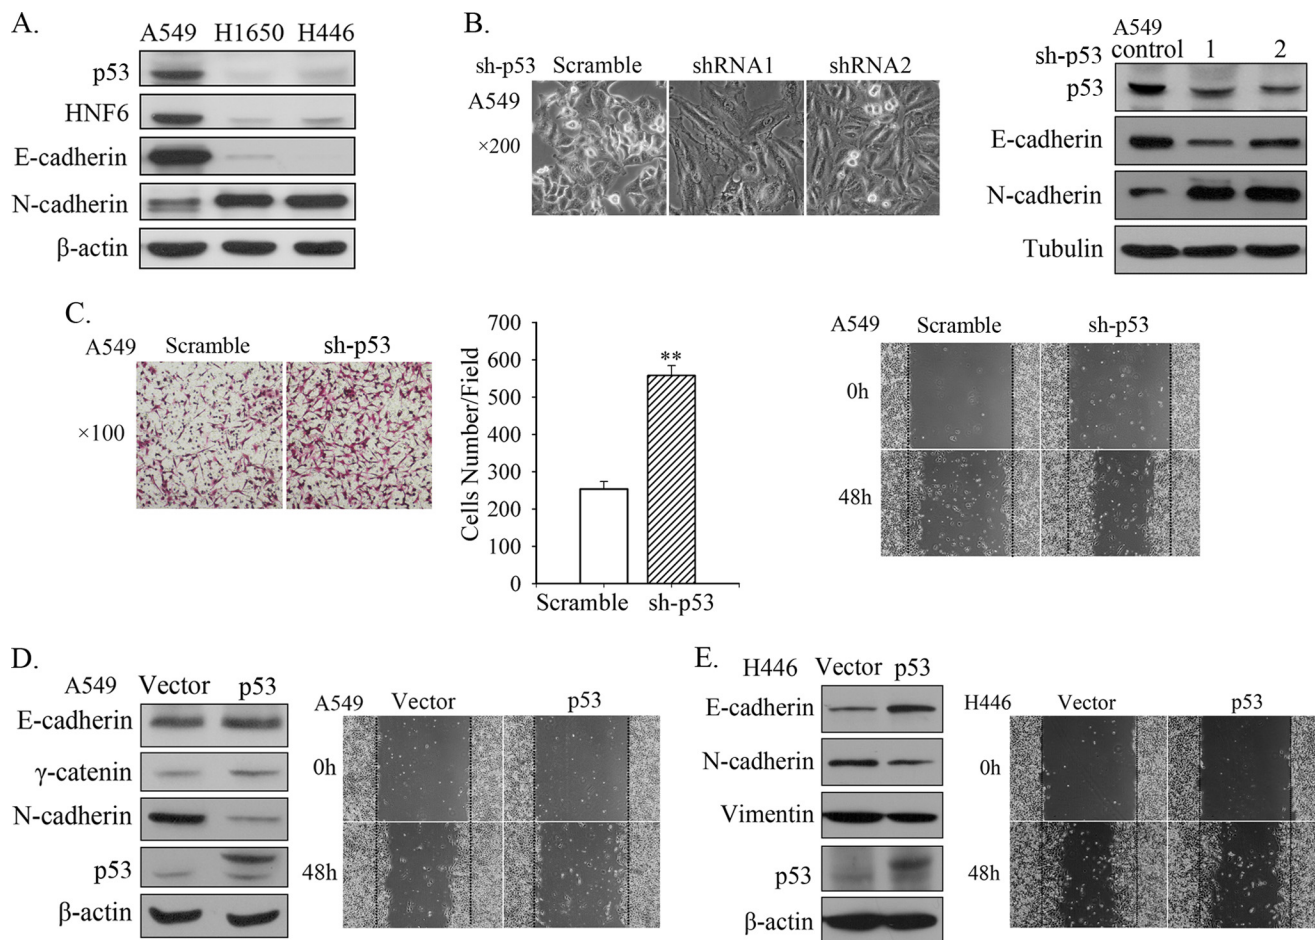 A.
A549 H1650 H446
p53
HNF6
E-cadherin
N-cadherin
β-actin
B.
sh-p53 Scramble shRNA1 shRNA2
A549
×200
A549
sh-p53 control 1 2
p53
E-cadherin
N-cadherin
Tubulin
C.
A549 Scramble sh-p53
×100
Cells Number/Field
700
600
500
400
300
200
100
0
**
Scramble sh-p53
A549 Scramble sh-p53
0h
48h
D.
A549 Vector p53
E-cadherin
γ-catenin
N-cadherin
p53
β-actin
A549 Vector p53
0h
48h
E.
H446 Vector p53
E-cadherin
N-cadherin
Vimentin
p53
β-actin
H446 Vector p53
0h
48h